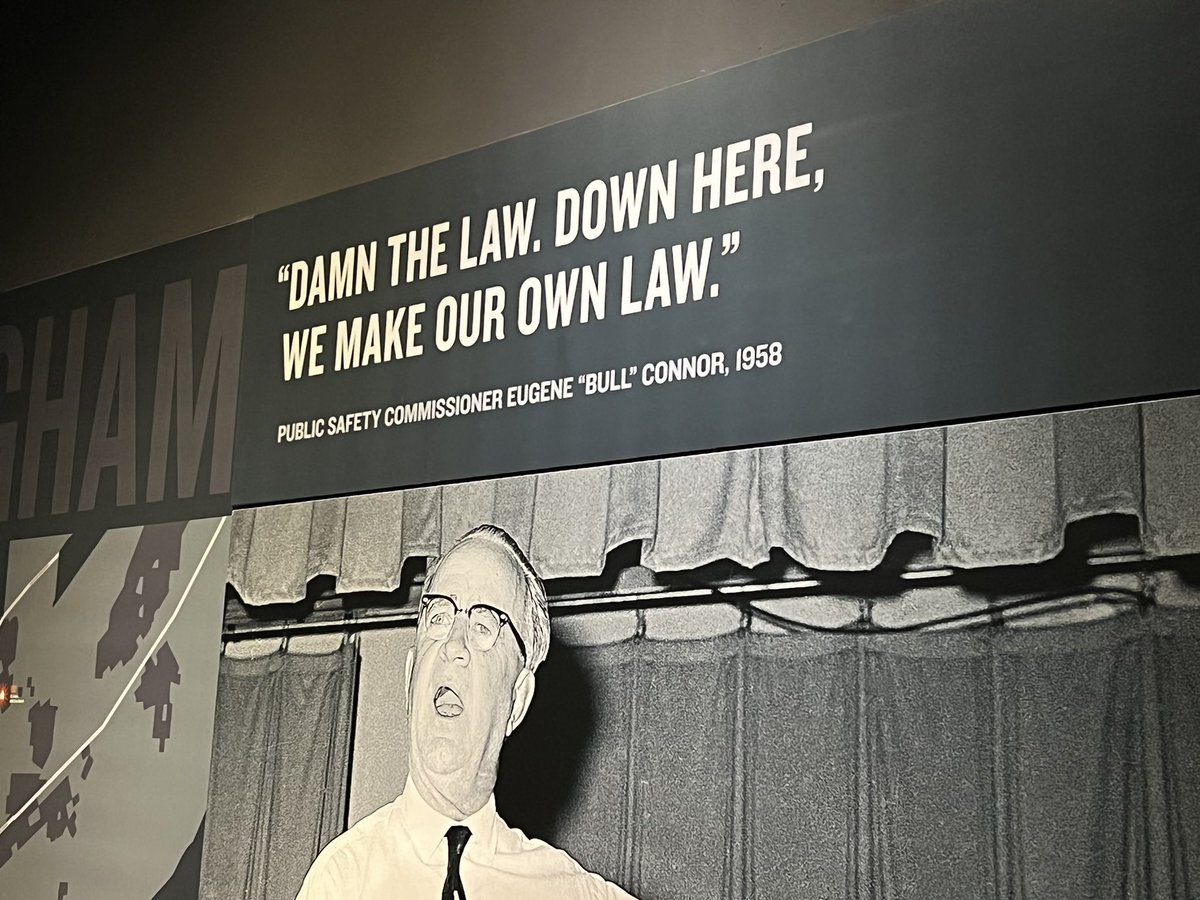 GHAM
“DAMN THE LAW. DOWN HERE,
WE MAKE OUR OWN LAW.”
PUBLIC SAFETY COMMISSIONER EUGENE “BULL” CONNOR, 1958